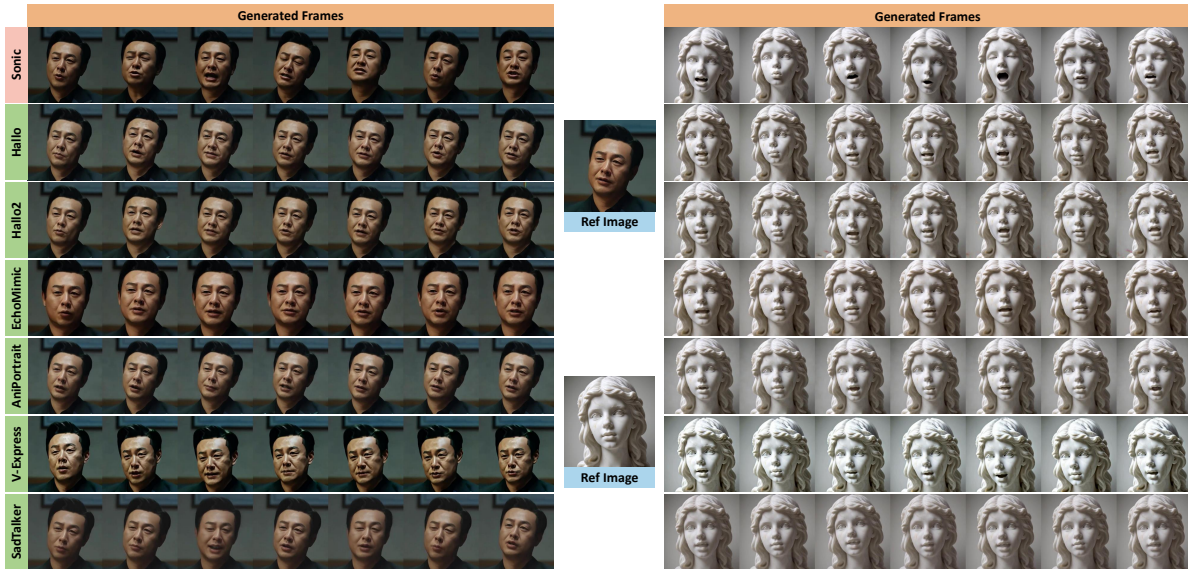 Generated Frames
Generated Frames
Sonic
Hallo
Hallo2
EchoMimic
AniPortrait
V-Express
SadTalker
Ref Image
Ref Image